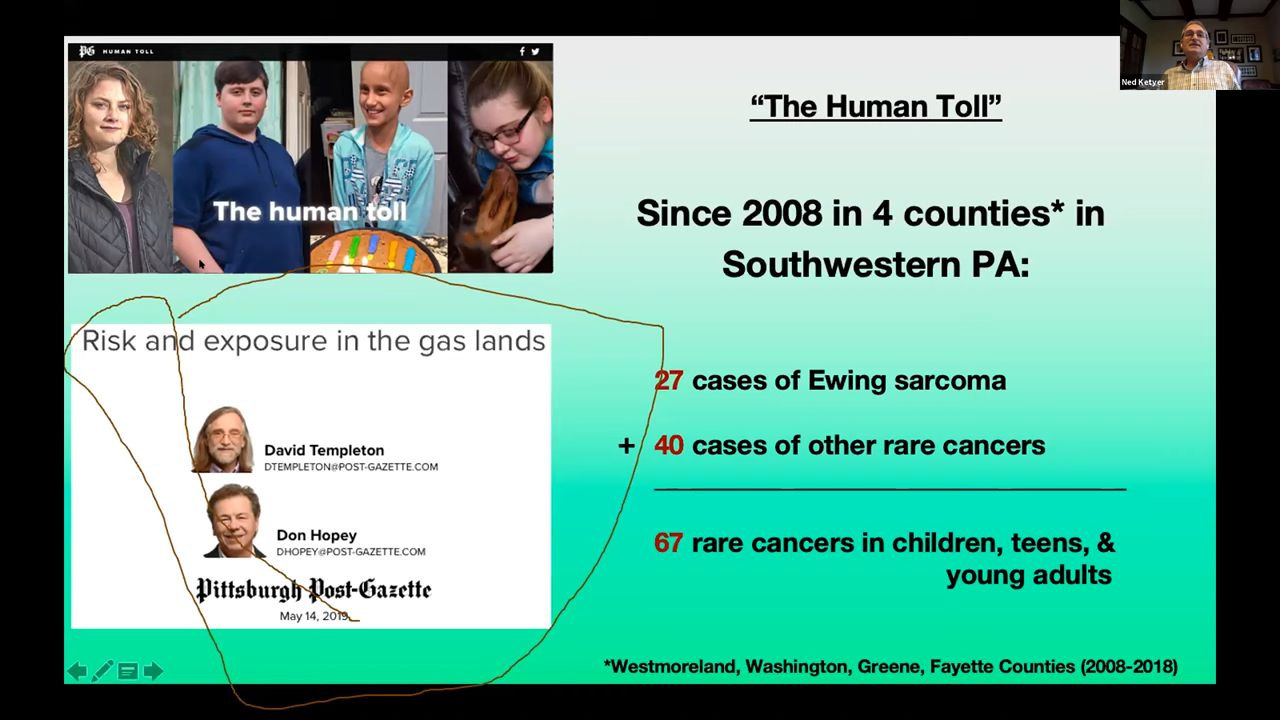 PG HUMAN TOLL
The human toll
Risk and exposure in the gas lands
David Templeton
DTEMPLETON@POST-GAZETTE.COM
Don Hopey
DHOPEY@POST-GAZETTE.COM
Pittsburgh Post-Gazette
May 14, 2019
“The Human Toll”
Since 2008 in 4 counties* in
Southwestern PA:
27 cases of Ewing sarcoma
+ 40 cases of other rare cancers
67 rare cancers in children, teens, &
young adults
*Westmoreland, Washington, Greene, Fayette Counties (2008-2018)
Ned Ketyer